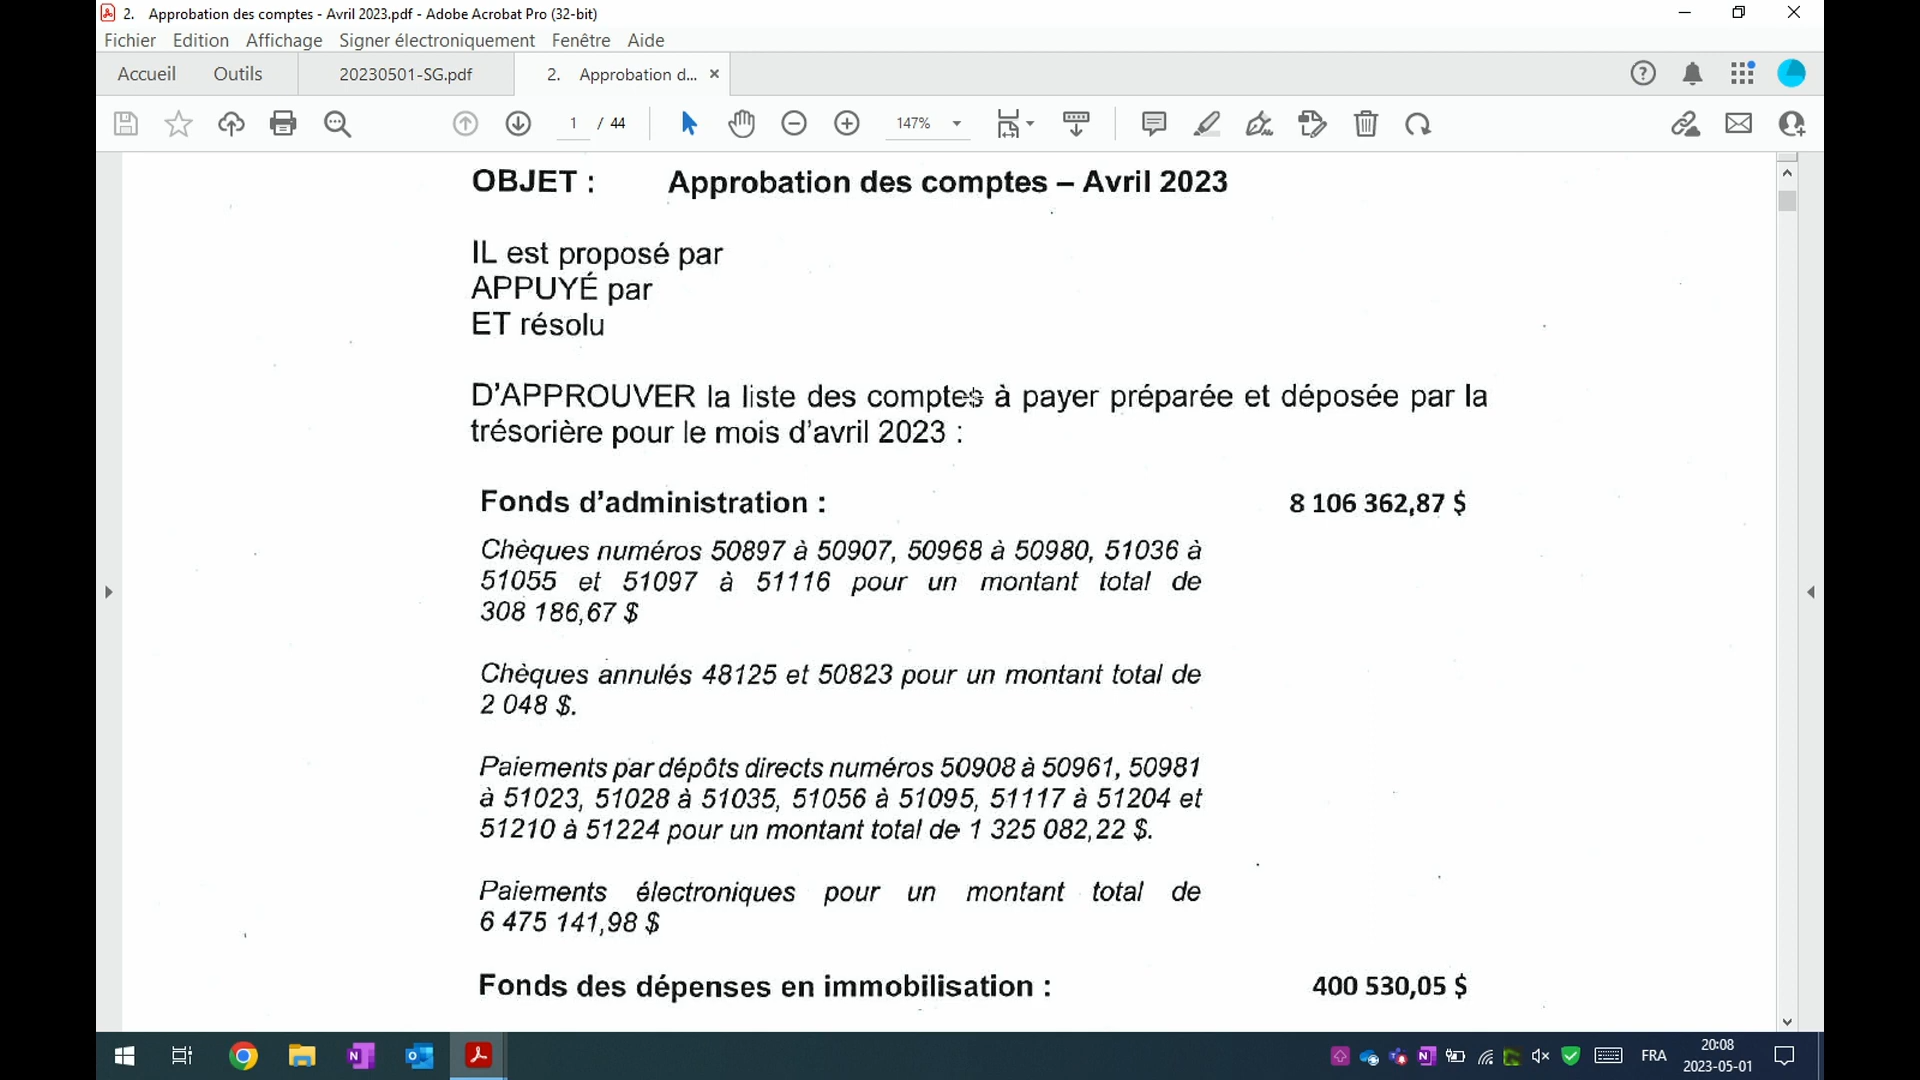 2. Approbation des comptes - Avril 2023.pdf - Adobe Acrobat Pro (32-bit)
Fichier Edition Affichage Signer électroniquement Fenêtre Aide
Accueil Outils 20230501-SG.pdf 2. Approbation d... ×
1 / 44 147%
OBJET : Approbation des comptes – Avril 2023
IL est proposé par
APPUYÉ par
ET résolu
D'APPROUVER la liste des comptes à payer préparée et déposée par la
trésorière pour le mois d'avril 2023 :
Fonds d'administration : 8 106 362,87 $
Chèques numéros 50897 à 50907, 50968 à 50980, 51036 à
51055 et 51097 à 51116 pour un montant total de
308 186,67 $
Chèques annulés 48125 et 50823 pour un montant total de
2 048 $.
Paiements par dépôts directs numéros 50908 à 50961, 50981
à 51023, 51028 à 51035, 51056 à 51095, 51117 à 51204 et
51210 à 51224 pour un montant total de 1 325 082,22 $.
Paiements électroniques pour un montant total de
6 475 141,98 $
Fonds des dépenses en immobilisation : 400 530,05 $
FRA
20:08
2023-05-01